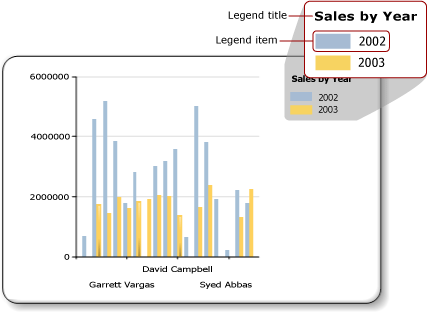 Legend title
Sales by Year
Legend item
2002
2003
Sales by Year
2002
2003
6000000
4000000
2000000
0
David Campbell
Garrett Vargas
Syed Abbas